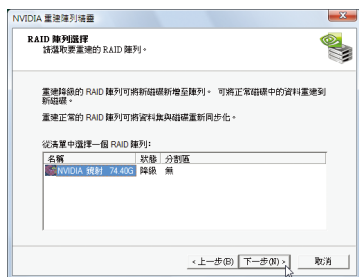 NVIDIA 重建陣列精靈
RAID 陣列選擇
請選取要重建的 RAID 陣列。
重建降級的 RAID 陣列可將新磁碟新增至陣列。 可將正常磁碟中的資料重建到
新磁碟。
重建正常的 RAID 陣列可將資料集與磁碟重新同步化。
從清單中選擇一個 RAID 陣列:
名稱 狀態 分割區
NVIDIA 鏡射 74.40G 降級 無
<上一步(B) 下一步(N)> 取消